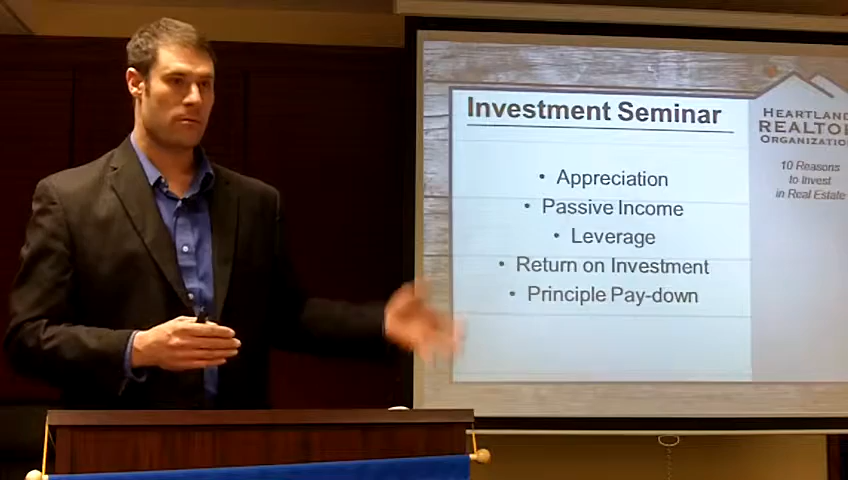 Investment Seminar
• Appreciation
• Passive Income
• Leverage
• Return on Investment
• Principle Pay-down
HEARTLAND
REALTOR
ORGANIZATION
10 Reasons
to Invest
in Real Estate